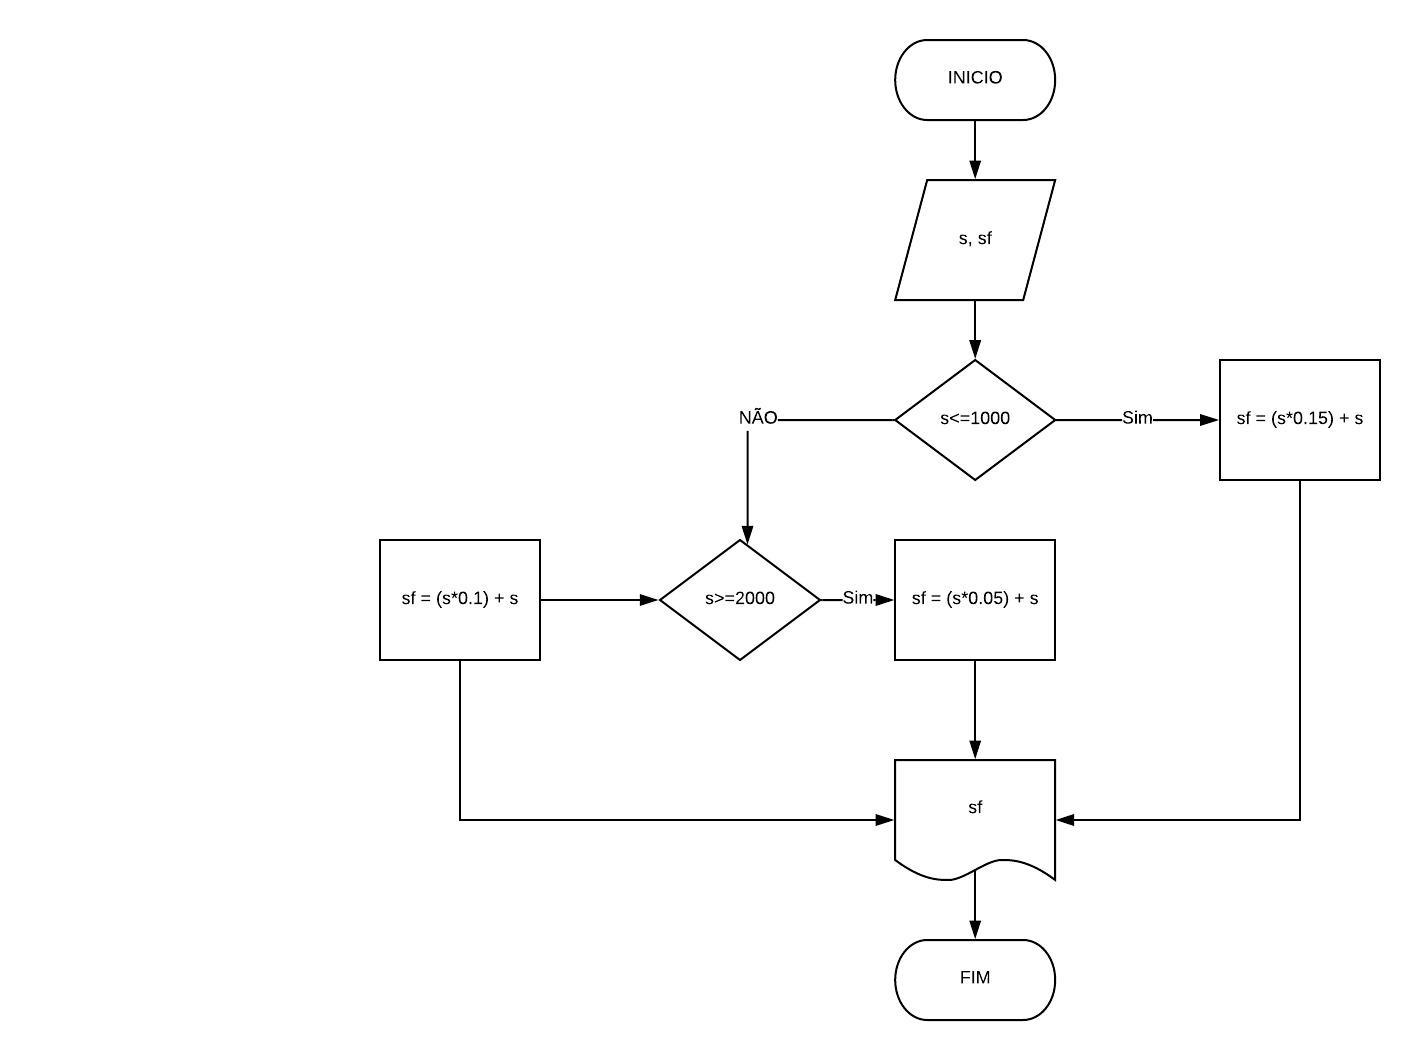 INICIO
s, sf
s<=1000
NÃO
Sim
sf = (s*0.15) + s
sf = (s*0.1) + s
s>=2000
Sim
sf = (s*0.05) + s
sf
FIM